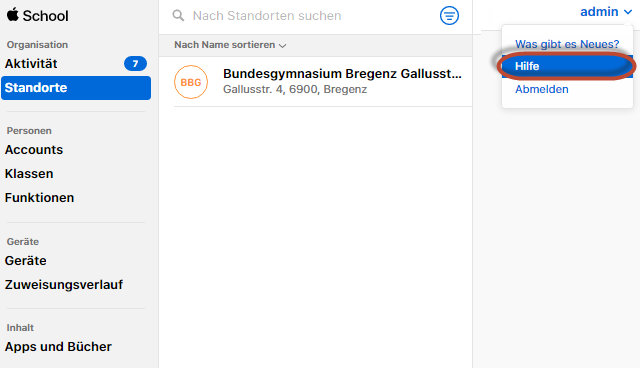 School
Organisation
Aktivität 7
Standorte
Personen
Accounts
Klassen
Funktionen
Geräte
Geräte
Zuweisungsverlauf
Inhalt
Apps und Bücher
Nach Standorten suchen
Nach Name sortieren
BBG
Bundesgymnasium Bregenz Gallusst...
Gallusstr. 4, 6900, Bregenz
admin
Was gibt es Neues?
Hilfe
Abmelden